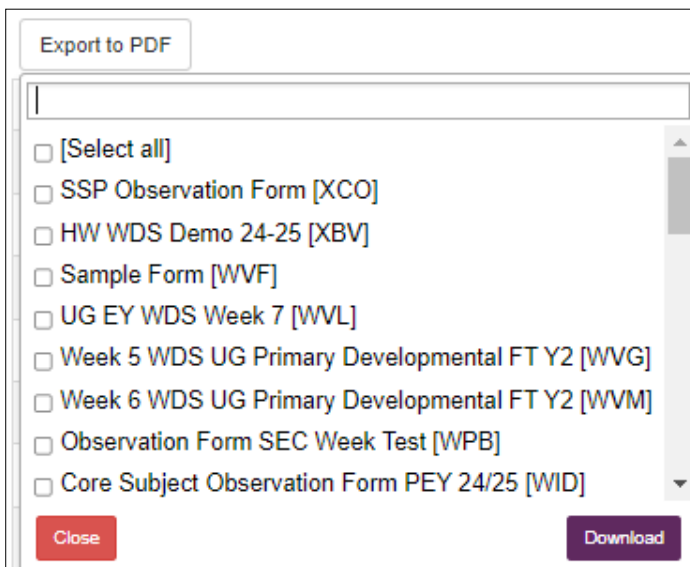 Export to PDF
[Select all]
SSP Observation Form [XCO]
HW WDS Demo 24-25 [XBV]
Sample Form [WVF]
UG EY WDS Week 7 [WVL]
Week 5 WDS UG Primary Developmental FT Y2 [WVG]
Week 6 WDS UG Primary Developmental FT Y2 [WVM]
Observation Form SEC Week Test [WPB]
Core Subject Observation Form PEY 24/25 [WID]
Close
Download